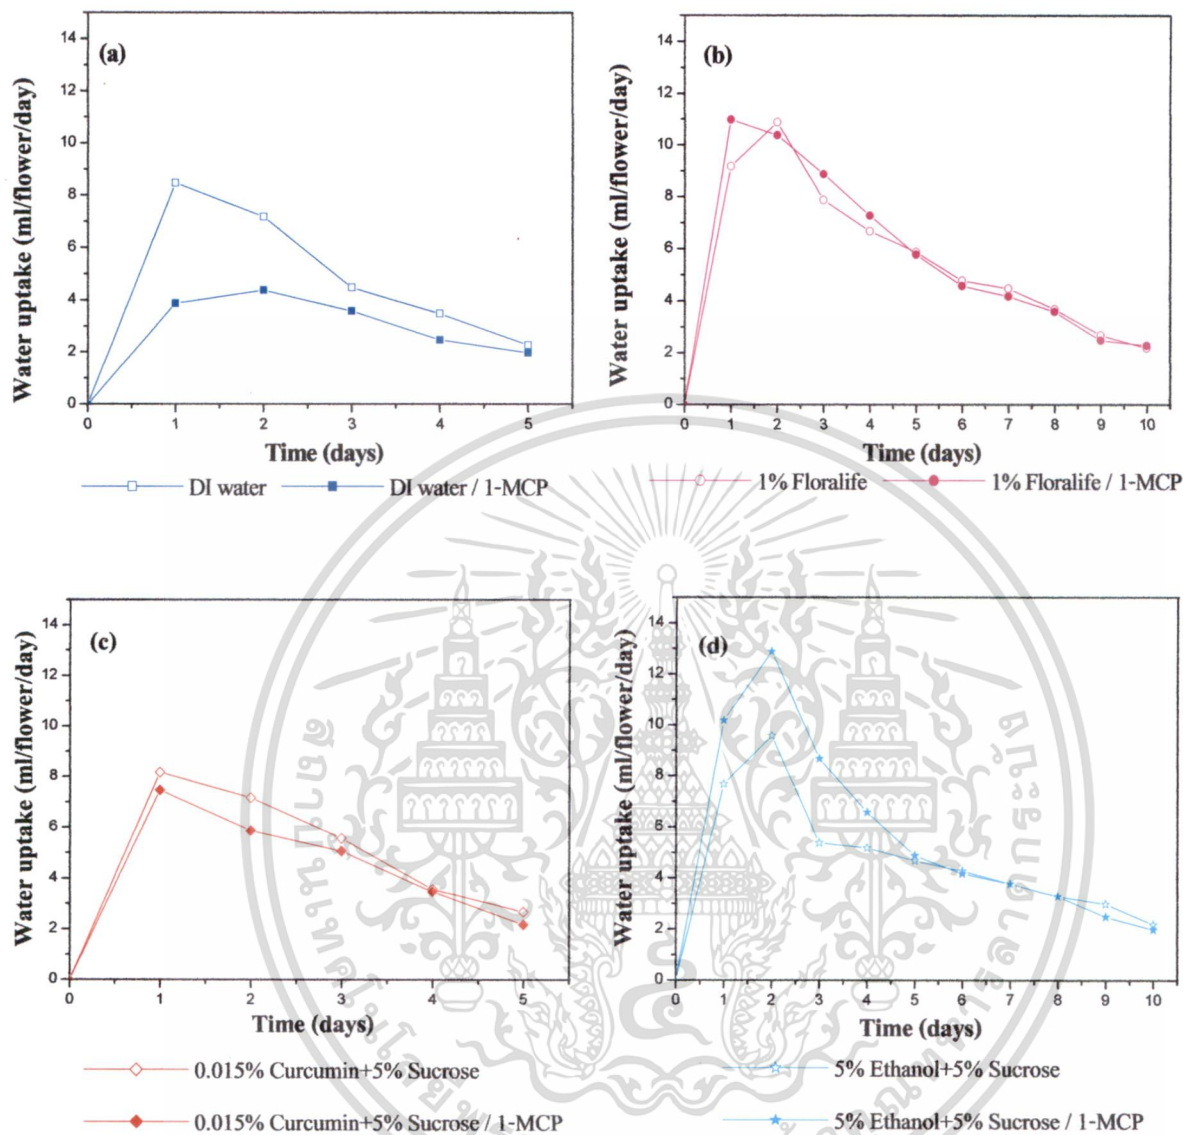 (a)
Water uptake (ml/flower/day)
14
12
10
8
6
4
2
0
0 1 2 3 4 5
Time (days)
DI water DI water / 1-MCP
(b)
Water uptake (ml/flower/day)
14
12
10
8
6
4
2
0
0 1 2 3 4 5 6 7 8 9 10
Time (days)
1% Floralife 1% Floralife / 1-MCP
(c)
Water uptake (ml/flower/day)
14
12
10
8
6
4
2
0
0 1 2 3 4 5
Time (days)
0.015% Curcumin+5% Sucrose
0.015% Curcumin+5% Sucrose / 1-MCP
(d)
Water uptake (ml/flower/day)
14
12
10
8
6
4
2
0
0 1 2 3 4 5 6 7 8 9 10
Time (days)
5% Ethanol+5% Sucrose
5% Ethanol+5% Sucrose / 1-MCP